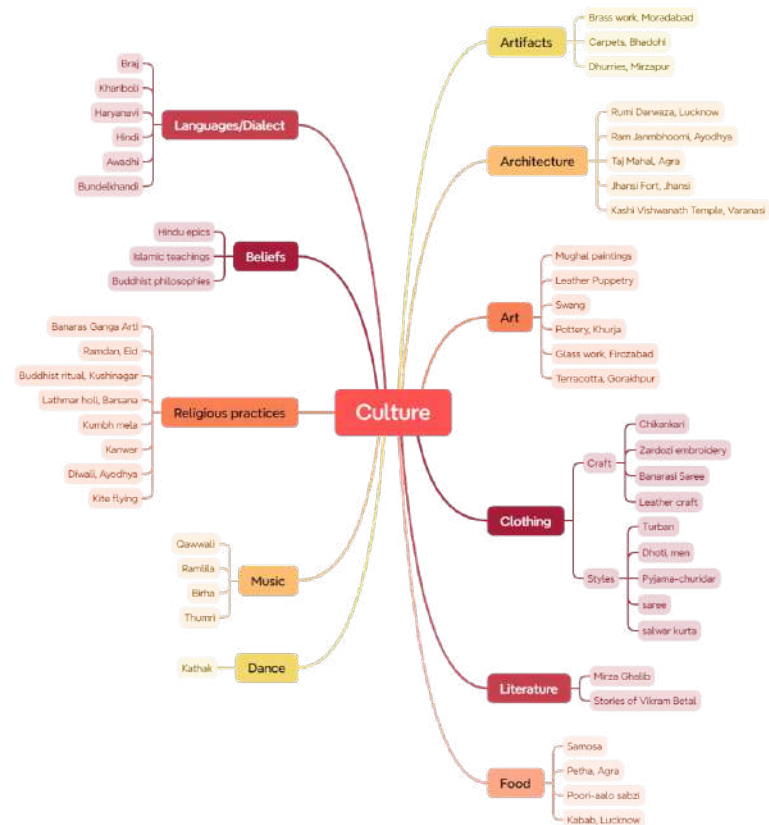 Culture
Languages/Dialect
Braj
Khariboli
Haryanavi
Hindi
Awadhi
Bundelkhandi
Beliefs
Hindu epics
Islamic teachings
Buddhist philosophies
Religious practices
Banaras Ganga Arti
Ramdan, Eid
Buddhist ritual, Kushinagar
Lathmar holi, Barsana
Kumbh mela
Kanwar
Diwali, Ayodhya
Kite flying
Music
Qawwali
Ramlila
Birha
Thumri
Dance
Kathak
Artifacts
Brass work, Moradabad
Carpets, Bhadohi
Dhurries, Mirzapur
Architecture
Rumi Darwaza, Lucknow
Ram Janmbhoomi, Ayodhya
Taj Mahal, Agra
Jhansi Fort, Jhansi
Kashi Vishwanath Temple, Varanasi
Art
Mughal paintings
Leather Puppetry
Swang
Pottery, Khurja
Glass work, Firozabad
Terracotta, Gorakhpur
Clothing
Craft
Chikankari
Zardozi embroidery
Banarasi Saree
Leather craft
Styles
Turban
Dhoti, men
Pyjama-churidar
saree
salwar kurta
Literature
Mirza Ghalib
Stories of Vikram Betal
Food
Samosa
Petha, Agra
Poori-aalo sabzi
Kabab, Lucknow